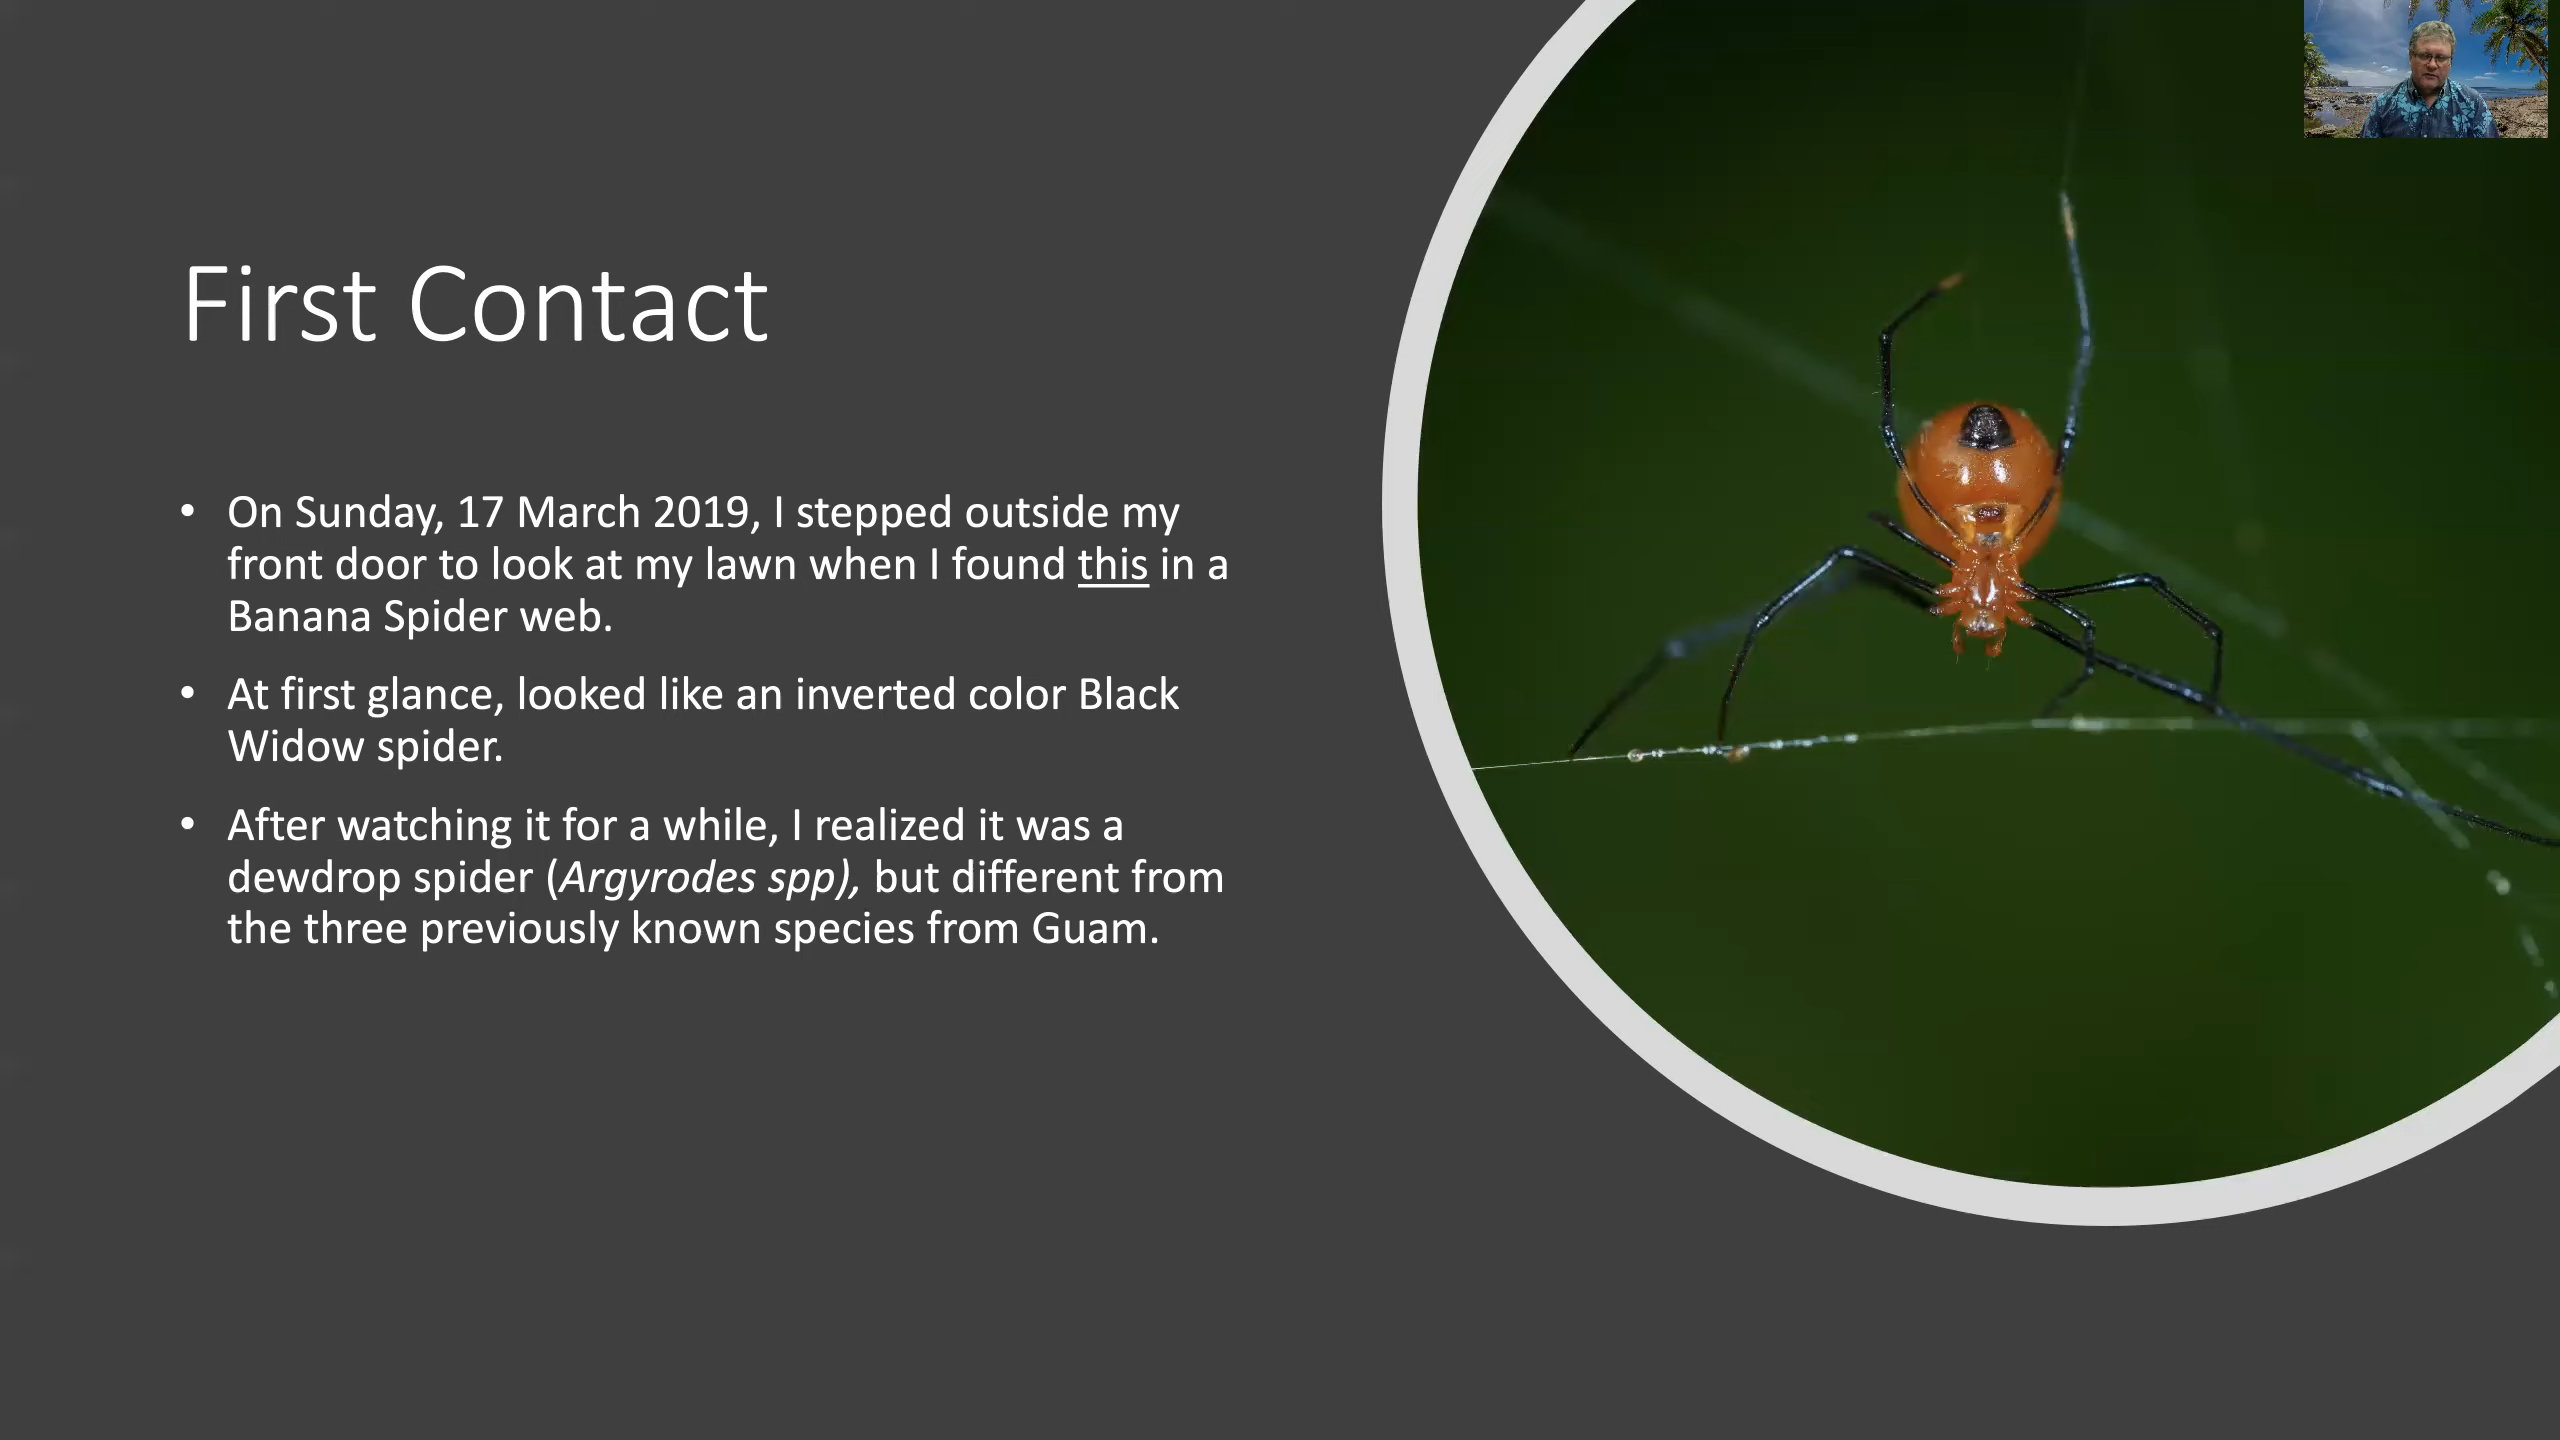 First Contact
• On Sunday, 17 March 2019, I stepped outside my
front door to look at my lawn when I found this in a
Banana Spider web.
• At first glance, looked like an inverted color Black
Widow spider.
• After watching it for a while, I realized it was a
dewdrop spider (Argyrodes spp), but different from
the three previously known species from Guam.